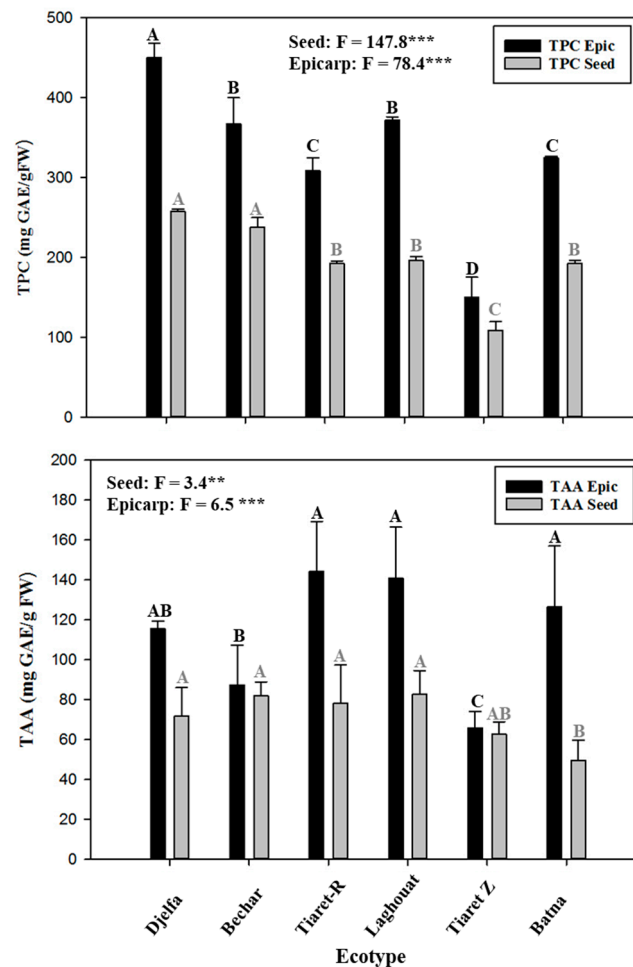 500
400
300
200
100
0
TPC (mg GAE/gFW)
Seed: F = 147.8***
Epicarp: F = 78.4***
TPC Epic
TPC Seed
A
A
B
A
C
B
B
B
D
C
C
B
200
180
160
140
120
100
80
60
40
20
0
TAA (mg GAE/g FW)
Seed: F = 3.4**
Epicarp: F = 6.5 ***
TAA Epic
TAA Seed
AB
A
B
A
A
A
A
A
C
AB
A
B
Djelfa
Bechar
Tiaret-R
Laghouat
Tiaret Z
Batna
Ecotype